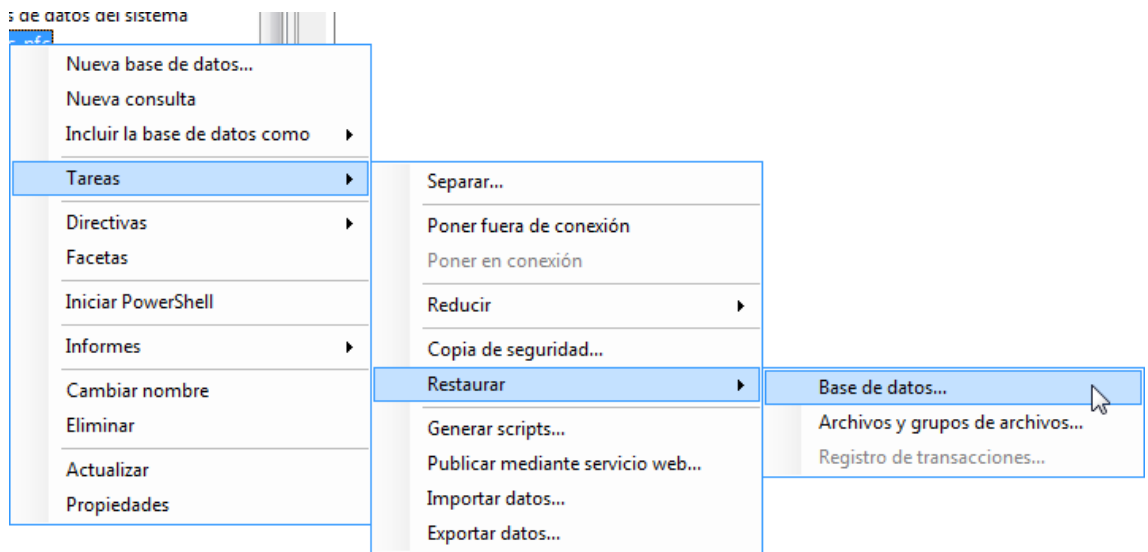 s de datos del sistema
Nueva base de datos...
Nueva consulta
Incluir la base de datos como
Tareas
Directivas
Facetas
Iniciar PowerShell
Informes
Cambiar nombre
Eliminar
Actualizar
Propiedades
Separar...
Poner fuera de conexión
Poner en conexión
Reducir
Copia de seguridad...
Restaurar
Generar scripts...
Publicar mediante servicio web...
Importar datos...
Exportar datos...
Base de datos...
Archivos y grupos de archivos...
Registro de transacciones...